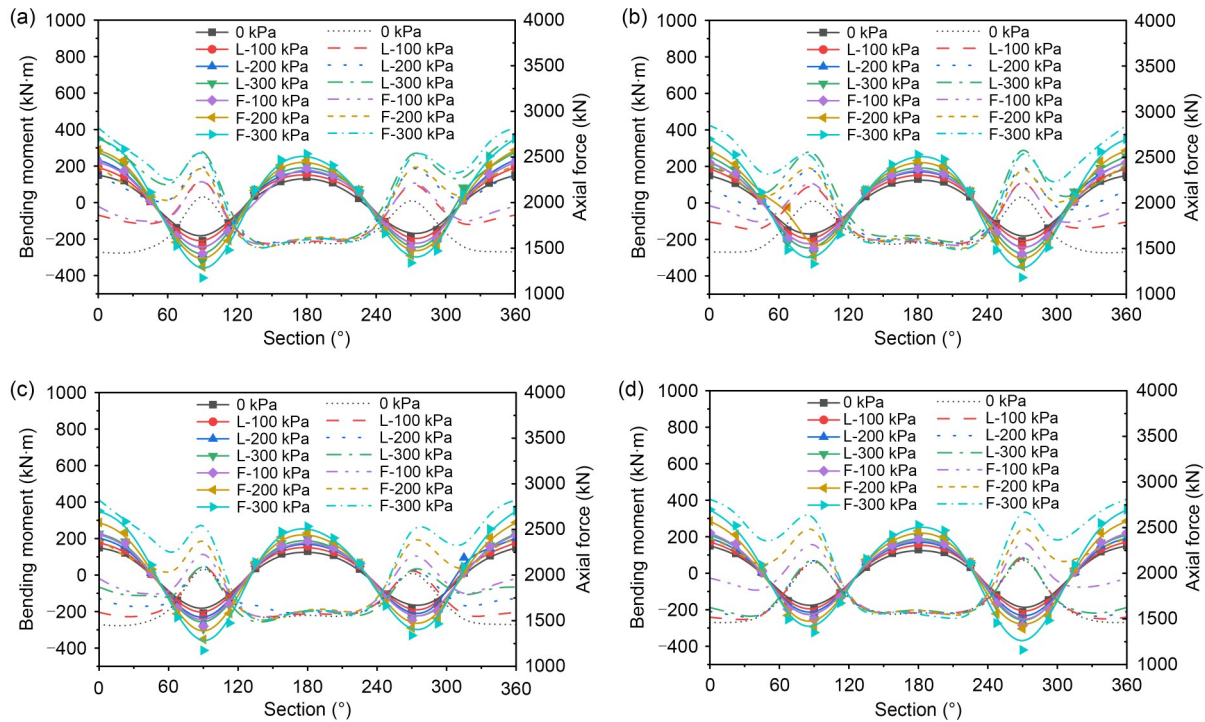 (a)
1000
800
600
400
200
0
−200
−400
Bending moment (kN·m)
0 kPa
L-100 kPa
L-200 kPa
L-300 kPa
F-100 kPa
F-200 kPa
F-300 kPa
0 kPa
L-100 kPa
L-200 kPa
L-300 kPa
F-100 kPa
F-200 kPa
F-300 kPa
4000
3500
3000
2500
2000
1500
1000
Axial force (kN)
0 60 120 180 240 300 360
Section (°)
(b)
1000
800
600
400
200
0
−200
−400
Bending moment (kN·m)
0 kPa
L-100 kPa
L-200 kPa
L-300 kPa
F-100 kPa
F-200 kPa
F-300 kPa
0 kPa
L-100 kPa
L-200 kPa
L-300 kPa
F-100 kPa
F-200 kPa
F-300 kPa
4000
3500
3000
2500
2000
1500
1000
Axial force (kN)
0 60 120 180 240 300 360
Section (°)
(c)
1000
800
600
400
200
0
−200
−400
Bending moment (kN·m)
0 kPa
L-100 kPa
L-200 kPa
L-300 kPa
F-100 kPa
F-200 kPa
F-300 kPa
0 kPa
L-100 kPa
L-200 kPa
L-300 kPa
F-100 kPa
F-200 kPa
F-300 kPa
4000
3500
3000
2500
2000
1500
1000
Axial force (kN)
0 60 120 180 240 300 360
Section (°)
(d)
1000
800
600
400
200
0
−200
−400
Bending moment (kN·m)
0 kPa
L-100 kPa
L-200 kPa
L-300 kPa
F-100 kPa
F-200 kPa
F-300 kPa
0 kPa
L-100 kPa
L-200 kPa
L-300 kPa
F-100 kPa
F-200 kPa
F-300 kPa
4000
3500
3000
2500
2000
1500
1000
Axial force (kN)
0 60 120 180 240 300 360
Section (°)